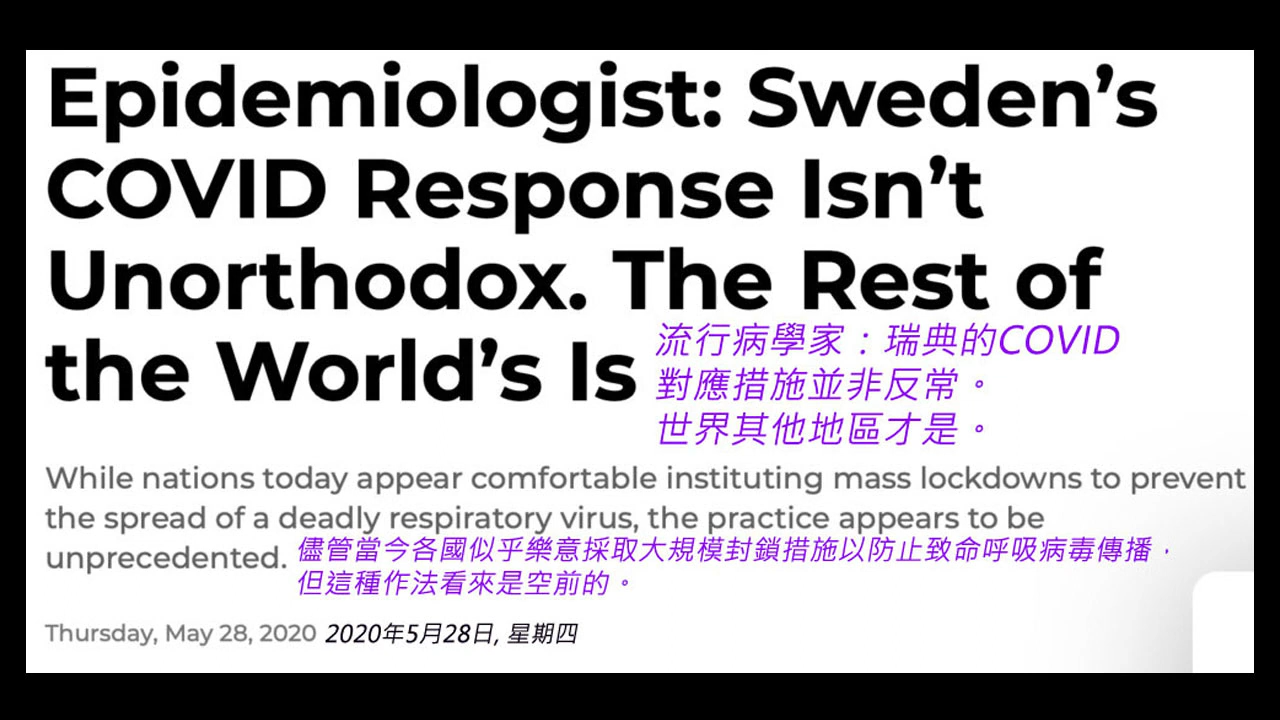 Epidemiologist: Sweden’s
COVID Response Isn’t
Unorthodox. The Rest of
the World’s Is
流行病學家：瑞典的COVID
對應措施並非反常。
世界其他地區才是。
While nations today appear comfortable instituting mass lockdowns to prevent
the spread of a deadly respiratory virus, the practice appears to be
unprecedented.
儘管當今各國似乎樂意採取大規模封鎖措施以防止致命呼吸病毒傳播，
但這種作法看來是空前的。
Thursday, May 28, 2020 2020年5月28日, 星期四